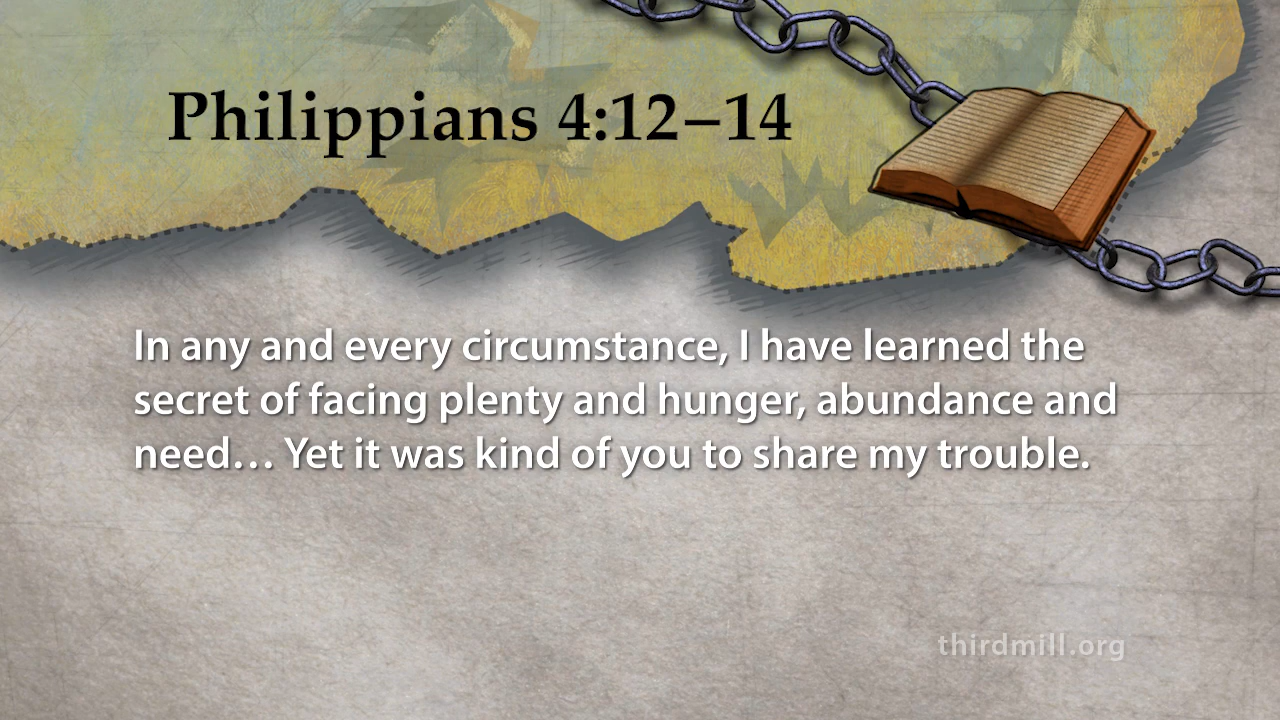 Philippians 4:12–14
In any and every circumstance, I have learned the
secret of facing plenty and hunger, abundance and
need… Yet it was kind of you to share my trouble.
thirdmill.org